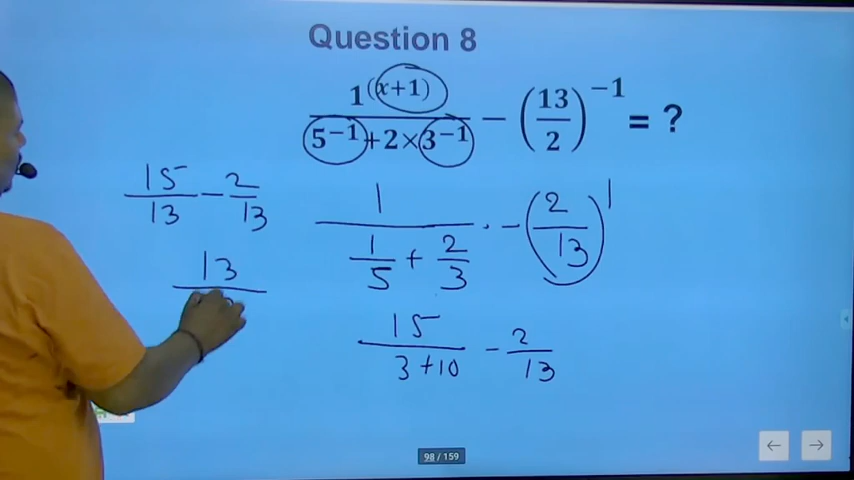 Question 8
1^(x+1) / (5^−1 + 2 × 3^−1) − (13/2)^−1 = ?
1 / (1/5 + 2/3) − (2/13)^1
15 / (3+10) − 2/13
15/13 − 2/13
13
98 / 159